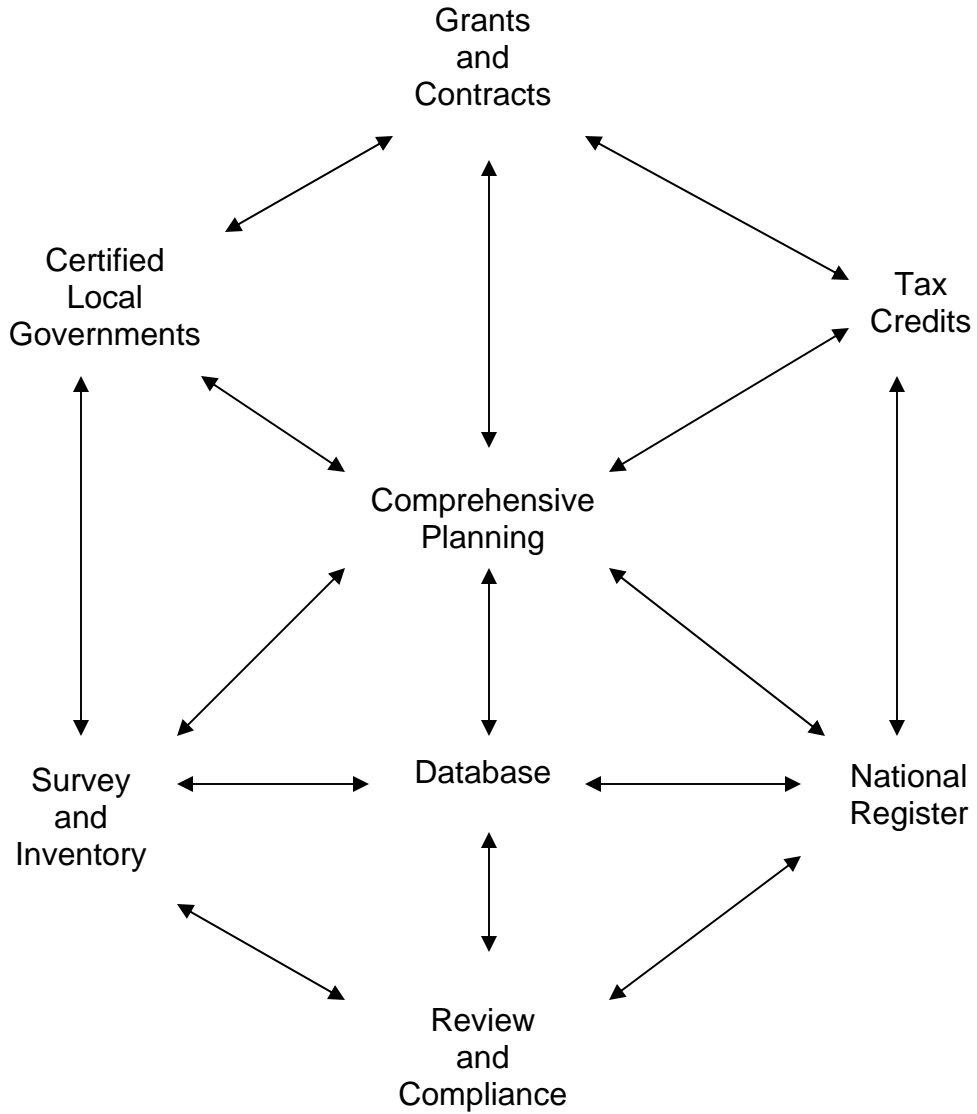 Grants
and
Contracts
Certified
Local
Governments
Tax
Credits
Comprehensive
Planning
Survey
and
Inventory
Database
National
Register
Review
and
Compliance